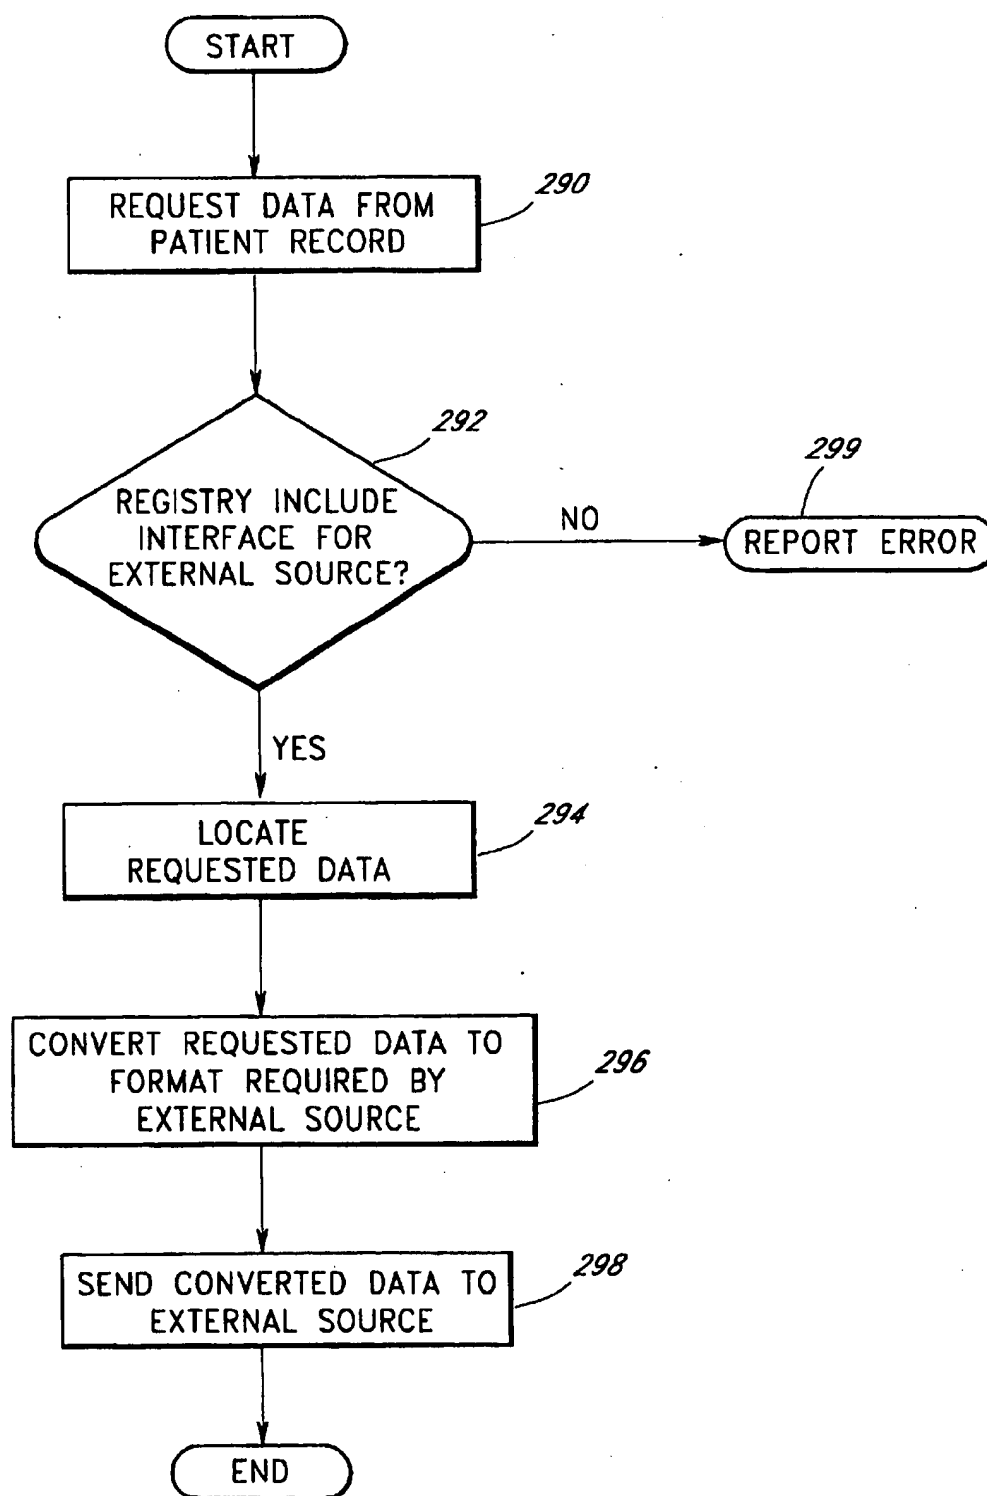 START
290
REQUEST DATA FROM
PATIENT RECORD
292
REGISTRY INCLUDE
INTERFACE FOR
EXTERNAL SOURCE?
NO
299
REPORT ERROR
YES
294
LOCATE
REQUESTED DATA
296
CONVERT REQUESTED DATA TO
FORMAT REQUIRED BY
EXTERNAL SOURCE
298
SEND CONVERTED DATA TO
EXTERNAL SOURCE
END